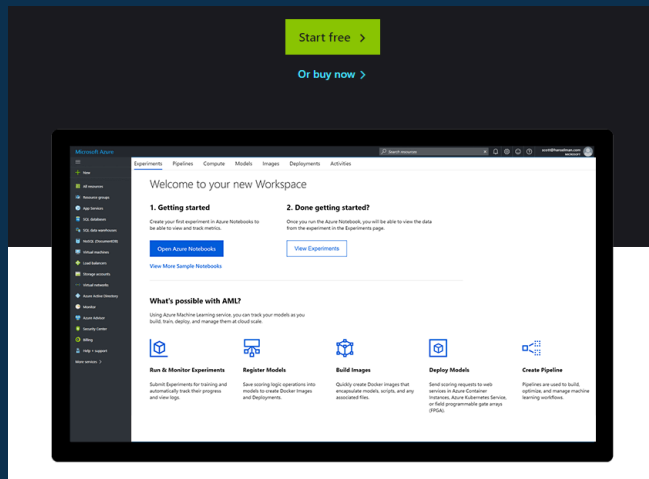 Start free >
Or buy now >
Microsoft Azure
Search resources
scott@hanselman.com
MICROSOFT
Experiments Pipelines Compute Models Images Deployments Activities
New
All resources
Resource groups
App Services
SQL databases
SQL data warehouses
NoSQL (DocumentDB)
Virtual machines
Load balancers
Storage accounts
Virtual networks
Azure Active Directory
Monitor
Azure Advisor
Security Center
Billing
Help + support
More services >
Welcome to your new Workspace
1. Getting started
Create your first experiment in Azure Notebooks to
be able to view and track metrics.
Open Azure Notebooks
View More Sample Notebooks
2. Done getting started?
Once you run the Azure Notebook, you will be able to view the data
from the experiment in the Experiments page.
View Experiments
What's possible with AML?
Using Azure Machine Learning service, you can track your models as you
build, train, deploy, and manage them at cloud scale.
Run & Monitor Experiments
Submit Experiments for training and
automatically track their progress
and view logs.
Register Models
Save scoring logic operations into
models to create Docker Images
and Deployments.
Build Images
Quickly create Docker images that
encapsulate models, scripts, and any
associated files.
Deploy Models
Send scoring requests to web
services in Azure Container
Instances, Azure Kubernetes Service,
or field programmable gate array
(FPGA).
Create Pipeline
Pipelines are used to build,
optimize, and manage machine
learning workflows.